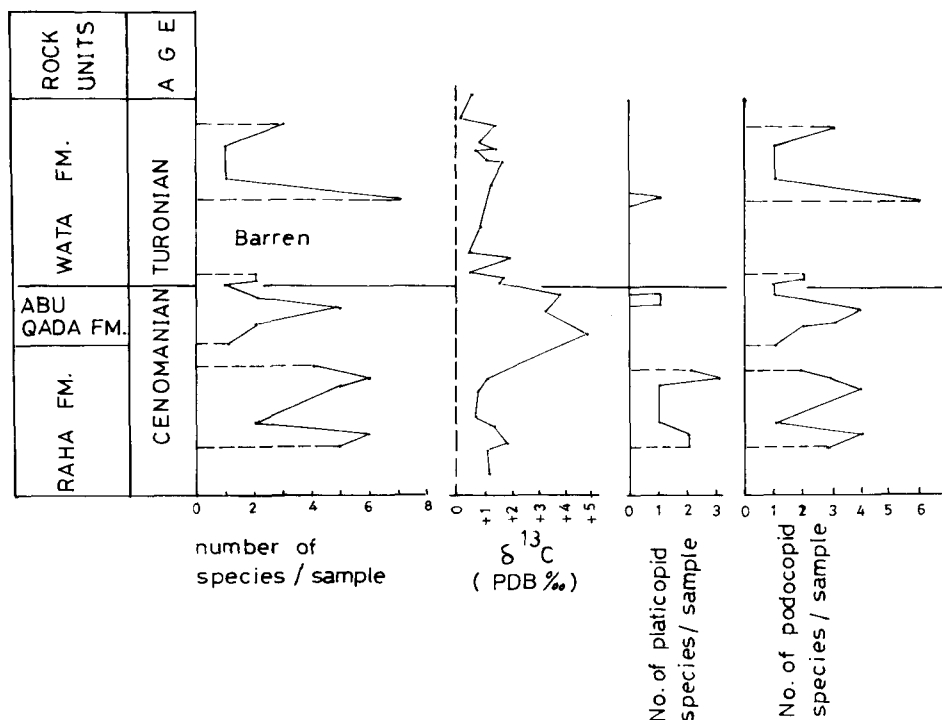 ROCK
UNITS
A G E
WATA FM.
ABU
QADA FM.
RAHA FM.
TURONIAN
CENOMANIAN
Barren
0 2 4 6 8
number of
species / sample
0 +1 +2 +3 +4 +5
δ 13 C
( PDB ‰ )
0 1 2 3
No. of platicopid
species / sample
0 1 2 3 4 5 6
No. of podocopid
species / sample